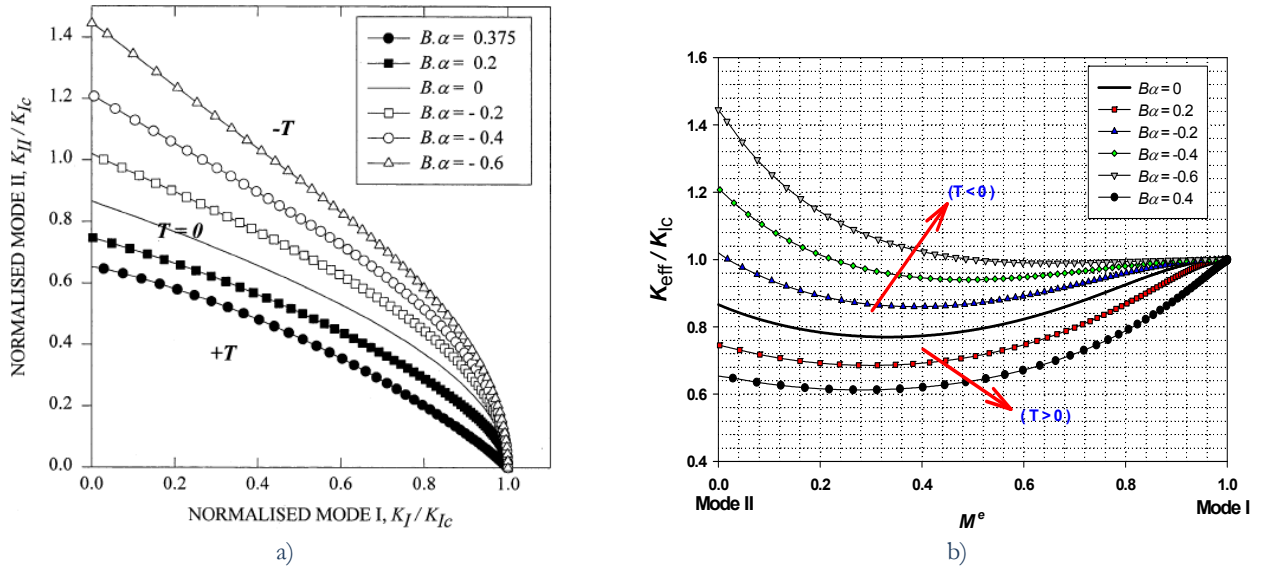 1.4
1.2
1.0
0.8
0.6
0.4
0.2
0.0
0.0
0.2
0.4
0.6
0.8
1.0
NORMALISED MODE II, K_II / K_Ic
NORMALISED MODE I, K_I / K_Ic
B.α = 0.375
B.α = 0.2
B.α = 0
B.α = - 0.2
B.α = - 0.4
B.α = - 0.6
-T
T = 0
+T
a)
1.6
1.4
1.2
1.0
0.8
0.6
0.4
K_eff / K_Ic
Bα = 0
Bα = 0.2
Bα = -0.2
Bα = -0.4
Bα = -0.6
Bα = 0.4
(T < 0)
( T > 0 )
0.0
0.2
0.4
0.6
0.8
1.0
Mode II
Mode I
M^e
b)